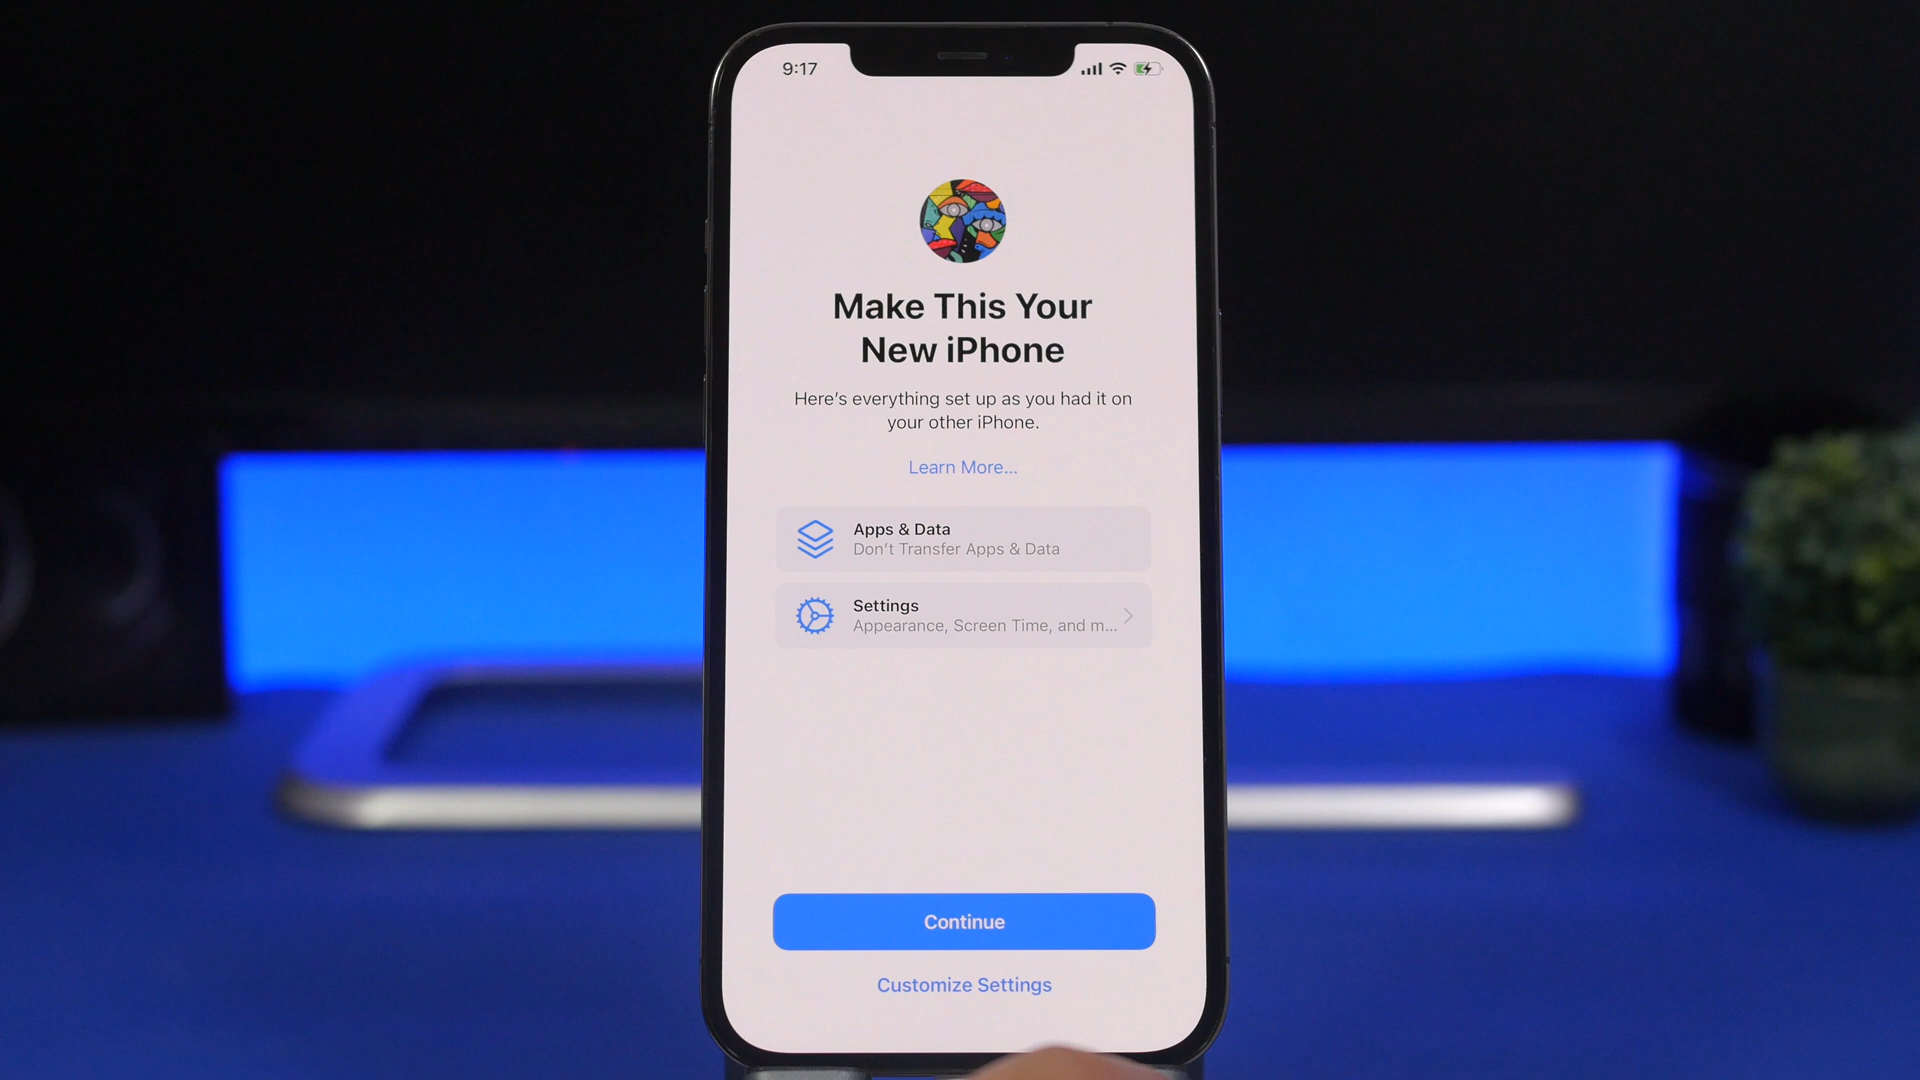 9:17
Make This Your
New iPhone
Here’s everything set up as you had it on
your other iPhone.
Learn More...
Apps & Data
Don’t Transfer Apps & Data
Settings
Appearance, Screen Time, and m...
Continue
Customize Settings